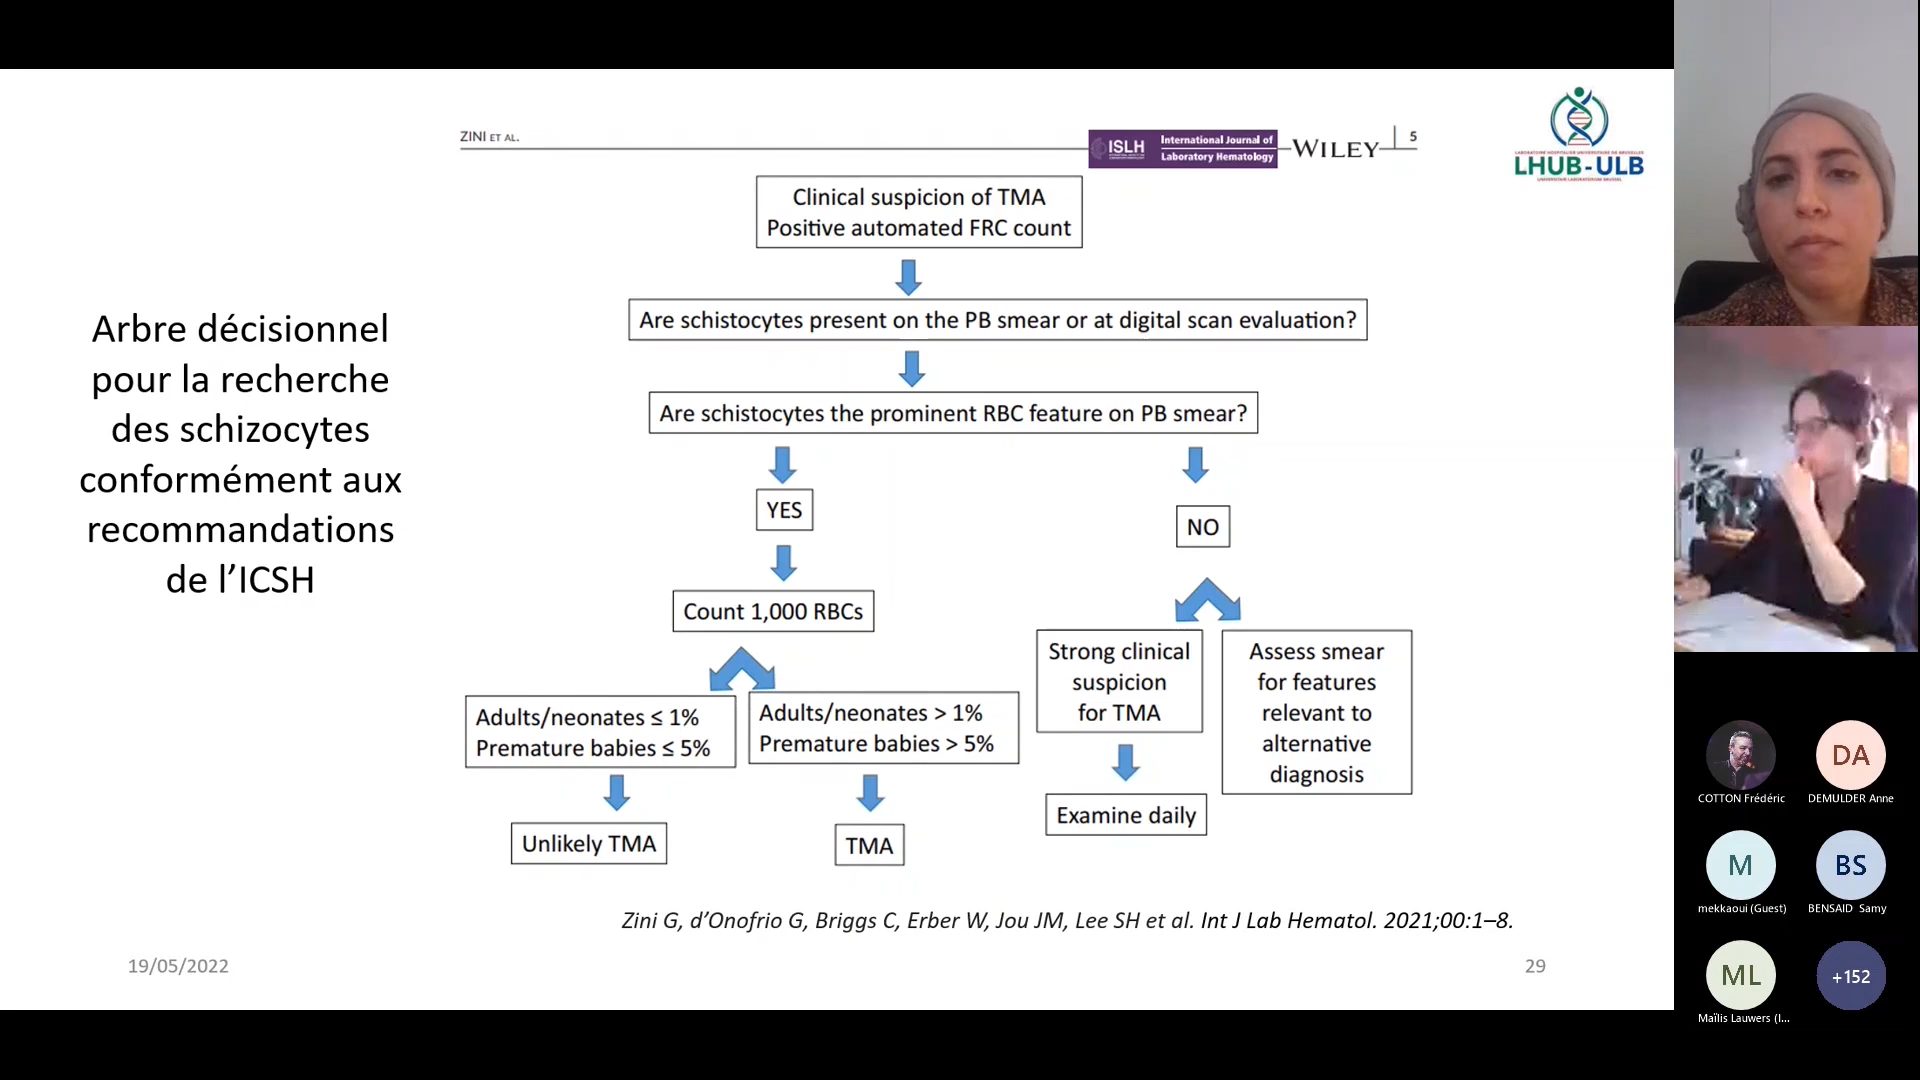 ZINI ET AL.
ISLH
International Journal of
Laboratory Hematology
WILEY
5
LHUB-ULB
Arbre décisionnel
pour la recherche
des schizocytes
conformément aux
recommandations
de l’ICSH
Clinical suspicion of TMA
Positive automated FRC count
Are schistocytes present on the PB smear or at digital scan evaluation?
Are schistocytes the prominent RBC feature on PB smear?
YES
NO
Count 1,000 RBCs
Adults/neonates ≤ 1%
Premature babies ≤ 5%
Adults/neonates > 1%
Premature babies > 5%
Strong clinical
suspicion
for TMA
Assess smear
for features
relevant to
alternative
diagnosis
Unlikely TMA
TMA
Examine daily
Zini G, d’Onofrio G, Briggs C, Erber W, Jou JM, Lee SH et al. Int J Lab Hematol. 2021;00:1–8.
19/05/2022
29
COTTON Frédéric
DA
DEMULDER Anne
M
mekkaoui (Guest)
BS
BENSAID Samy
ML
Maïlis Lauwers (I...
+152